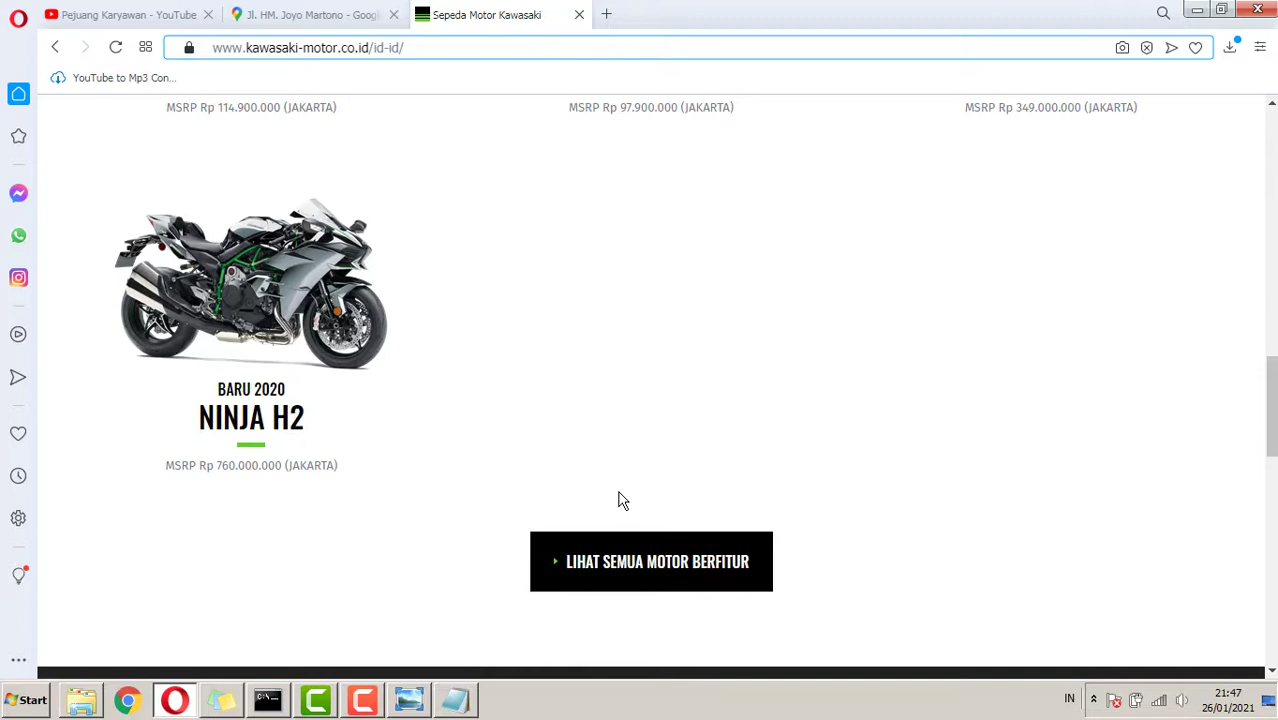 Pejuang Karyawan - YouTube
Jl. HM. Joyo Martono - Googl
Sepeda Motor Kawasaki
www.kawasaki-motor.co.id/id-id/
YouTube to Mp3 Con...
MSRP Rp 114.900.000 (JAKARTA)
MSRP Rp 97.900.000 (JAKARTA)
MSRP Rp 349.000.000 (JAKARTA)
BARU 2020
NINJA H2
MSRP Rp 760.000.000 (JAKARTA)
LIHAT SEMUA MOTOR BERFITUR
Start
IN
21:47
26/01/2021